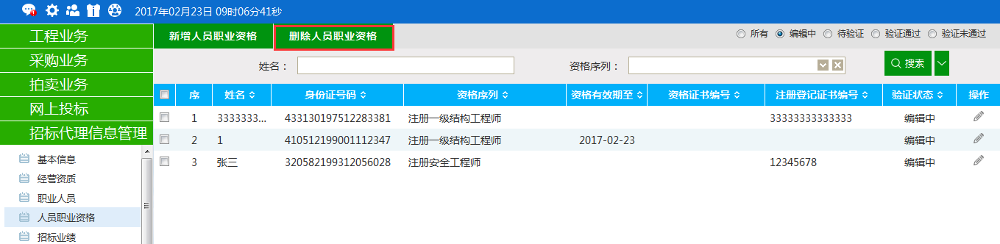 2017年02月23日 09时06分41秒
工程业务
采购业务
拍卖业务
网上投标
招标代理信息管理
基本信息
经营资质
职业人员
人员职业资格
招标业绩
新增人员职业资格 删除人员职业资格 所有 编辑中 待验证 验证通过 验证未通过
姓名： 资格序列： 搜索
序 姓名 身份证号码 资格序列 资格有效期至 资格证书编号 注册登记证书编号 验证状态 操作
1 3333333... 433130197512283381 注册一级结构工程师 33333333333333 编辑中
2 1 410512199001112347 注册一级结构工程师 2017-02-23 编辑中
3 张三 320582199312056028 注册安全工程师 12345678 编辑中